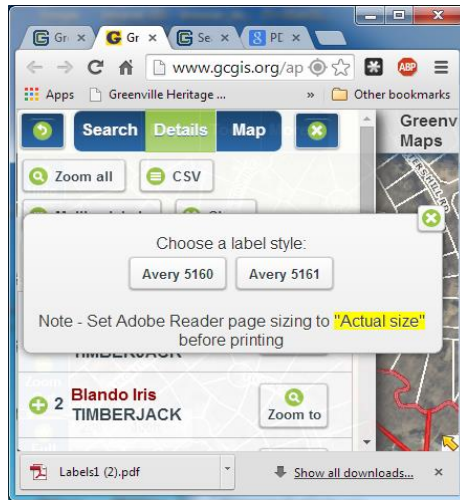 Gr
Gr
Se
PD
www.gcgis.org/ap
ABP
Apps
Greenville Heritage ...
»
Other bookmarks
Search
Details
Map
Greenv
Maps
Zoom all
CSV
Choose a label style:
Avery 5160
Avery 5161
Note - Set Adobe Reader page sizing to "Actual size"
before printing
TIMBERJACK
2 Blando Iris
TIMBERJACK
Zoom to
Labels1 (2).pdf
Show all downloads...